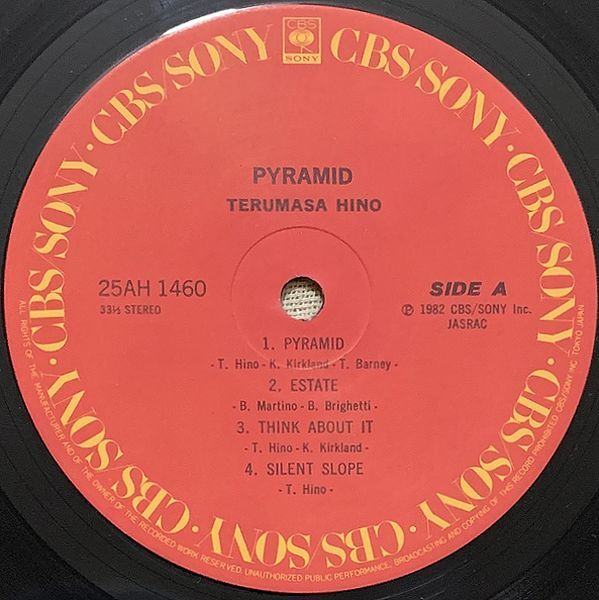 CBS
SONY
CBS/SONY · CBS/SONY · CBS/SONY · CBS/SONY · CBS/SONY · CBS/SONY · CBS/SONY · CBS/SONY
PYRAMID
TERUMASA HINO
25AH 1460
33⅓ STEREO
SIDE A
℗ 1982 CBS/SONY Inc.
JASRAC
1. PYRAMID
- T. Hino - K. Kirkland - T. Barney -
2. ESTATE
- B. Martino - B. Brighetti -
3. THINK ABOUT IT
- T. Hino - K. Kirkland -
4. SILENT SLOPE
- T. Hino -
ALL RIGHTS OF THE MANUFACTURER AND OF THE OWNER OF THE RECORDED WORK RESERVED. UNAUTHORIZED PUBLIC PERFORMANCE, BROADCASTING AND COPYING OF THIS RECORD PROHIBITED CBS/SONY INC TOKYO JAPAN